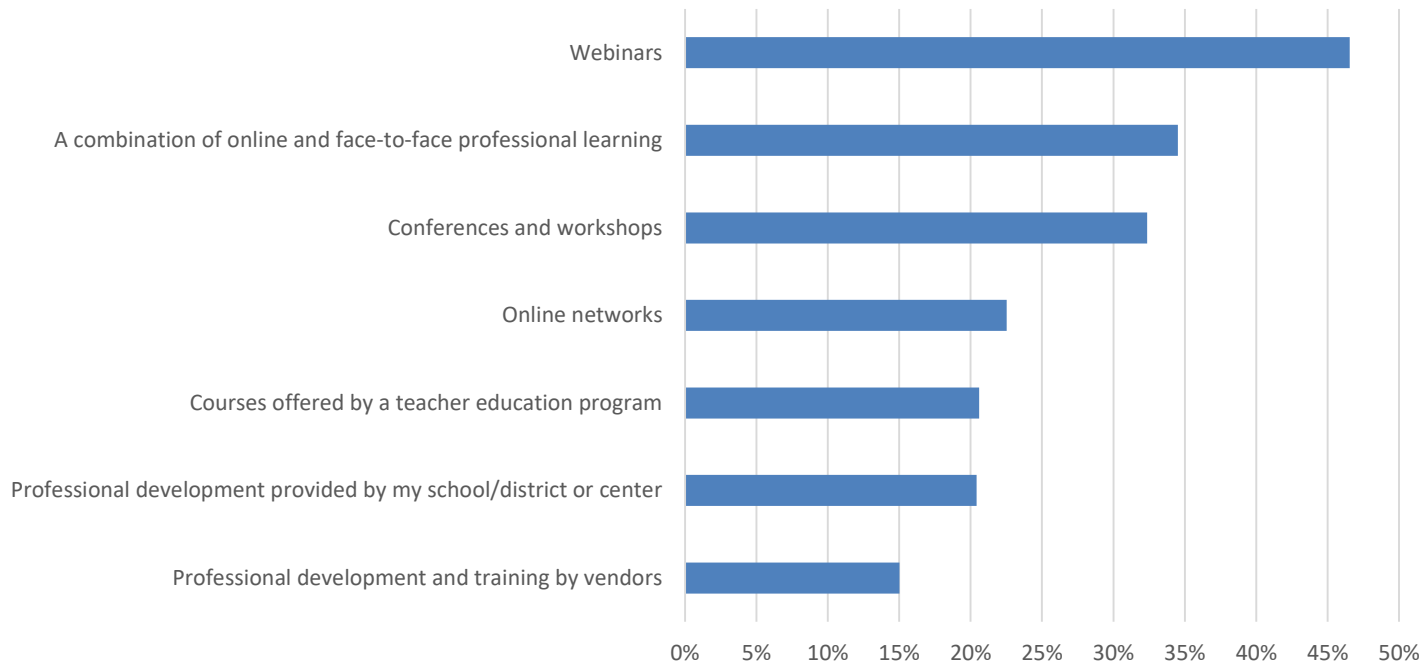 Webinars
A combination of online and face-to-face professional learning
Conferences and workshops
Online networks
Courses offered by a teacher education program
Professional development provided by my school/district or center
Professional development and training by vendors
0% 5% 10% 15% 20% 25% 30% 35% 40% 45% 50%